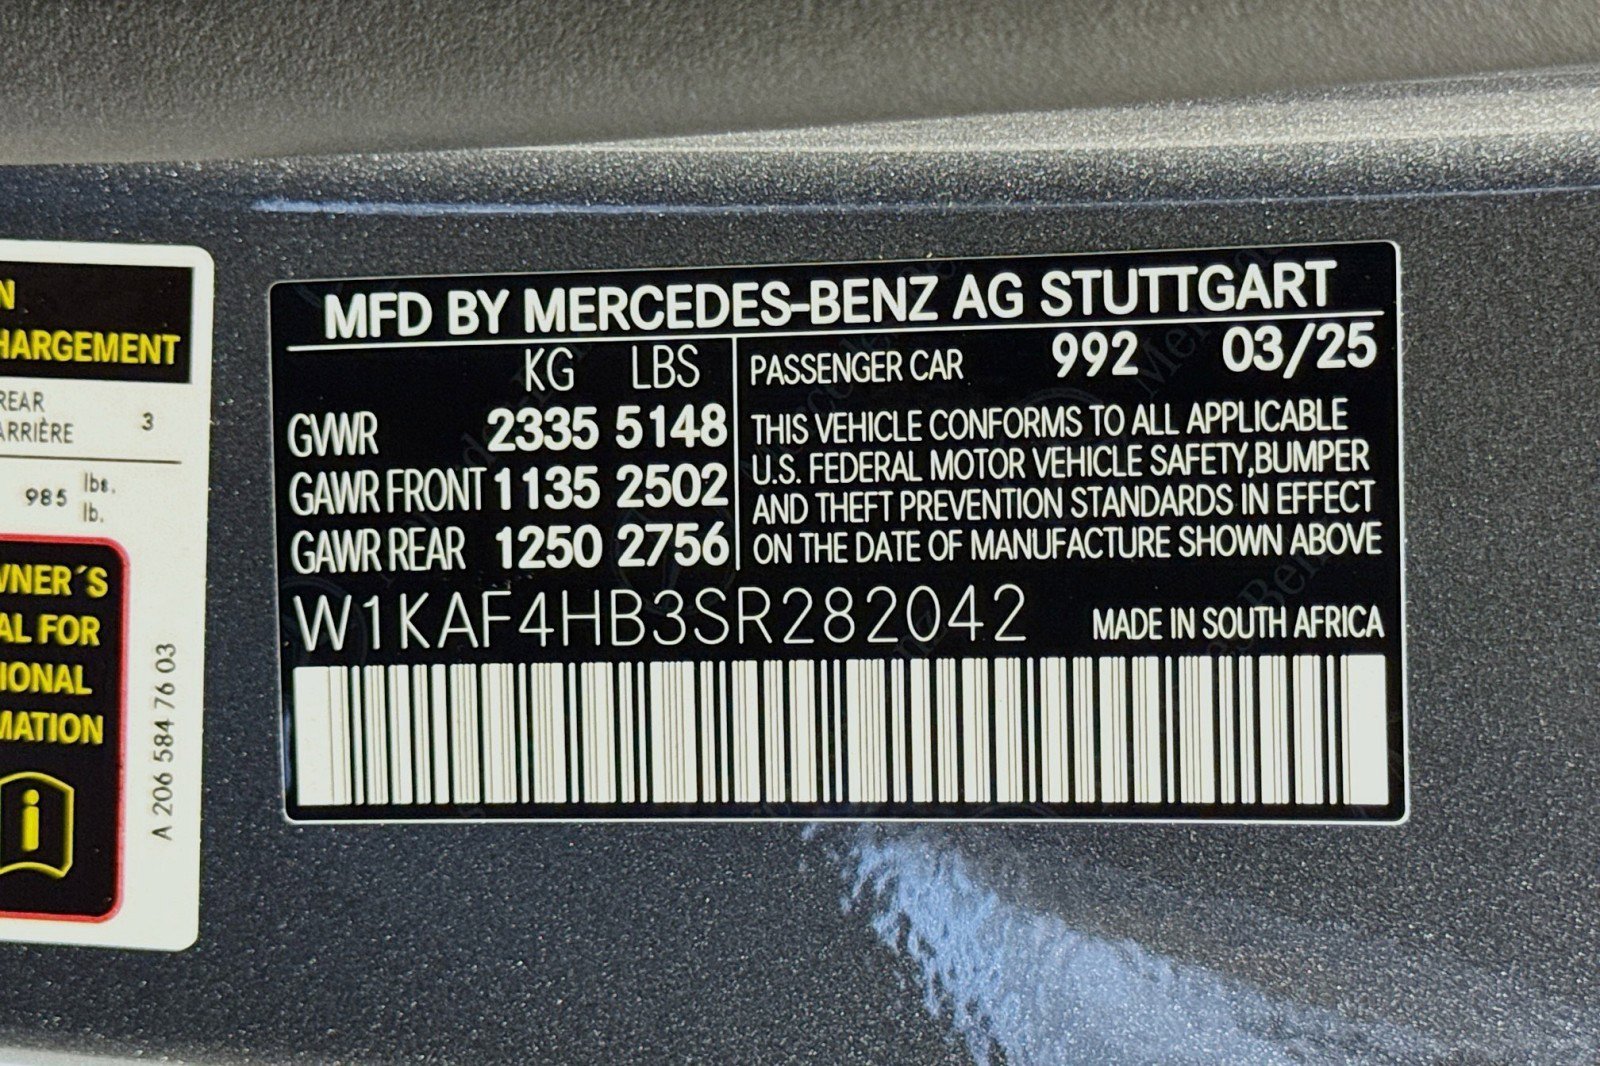 N
HARGEMENT
REAR
ARRIÈRE 3
985 lbs.
lb.
WNER´S
AL FOR
IONAL
MATION
i
A 206 584 76 03
MFD BY MERCEDES-BENZ AG STUTTGART
KG LBS
GVWR 2335 5148
GAWR FRONT 1135 2502
GAWR REAR 1250 2756
PASSENGER CAR 992 03/25
THIS VEHICLE CONFORMS TO ALL APPLICABLE
U.S. FEDERAL MOTOR VEHICLE SAFETY,BUMPER
AND THEFT PREVENTION STANDARDS IN EFFECT
ON THE DATE OF MANUFACTURE SHOWN ABOVE
W1KAF4HB3SR282042 MADE IN SOUTH AFRICA